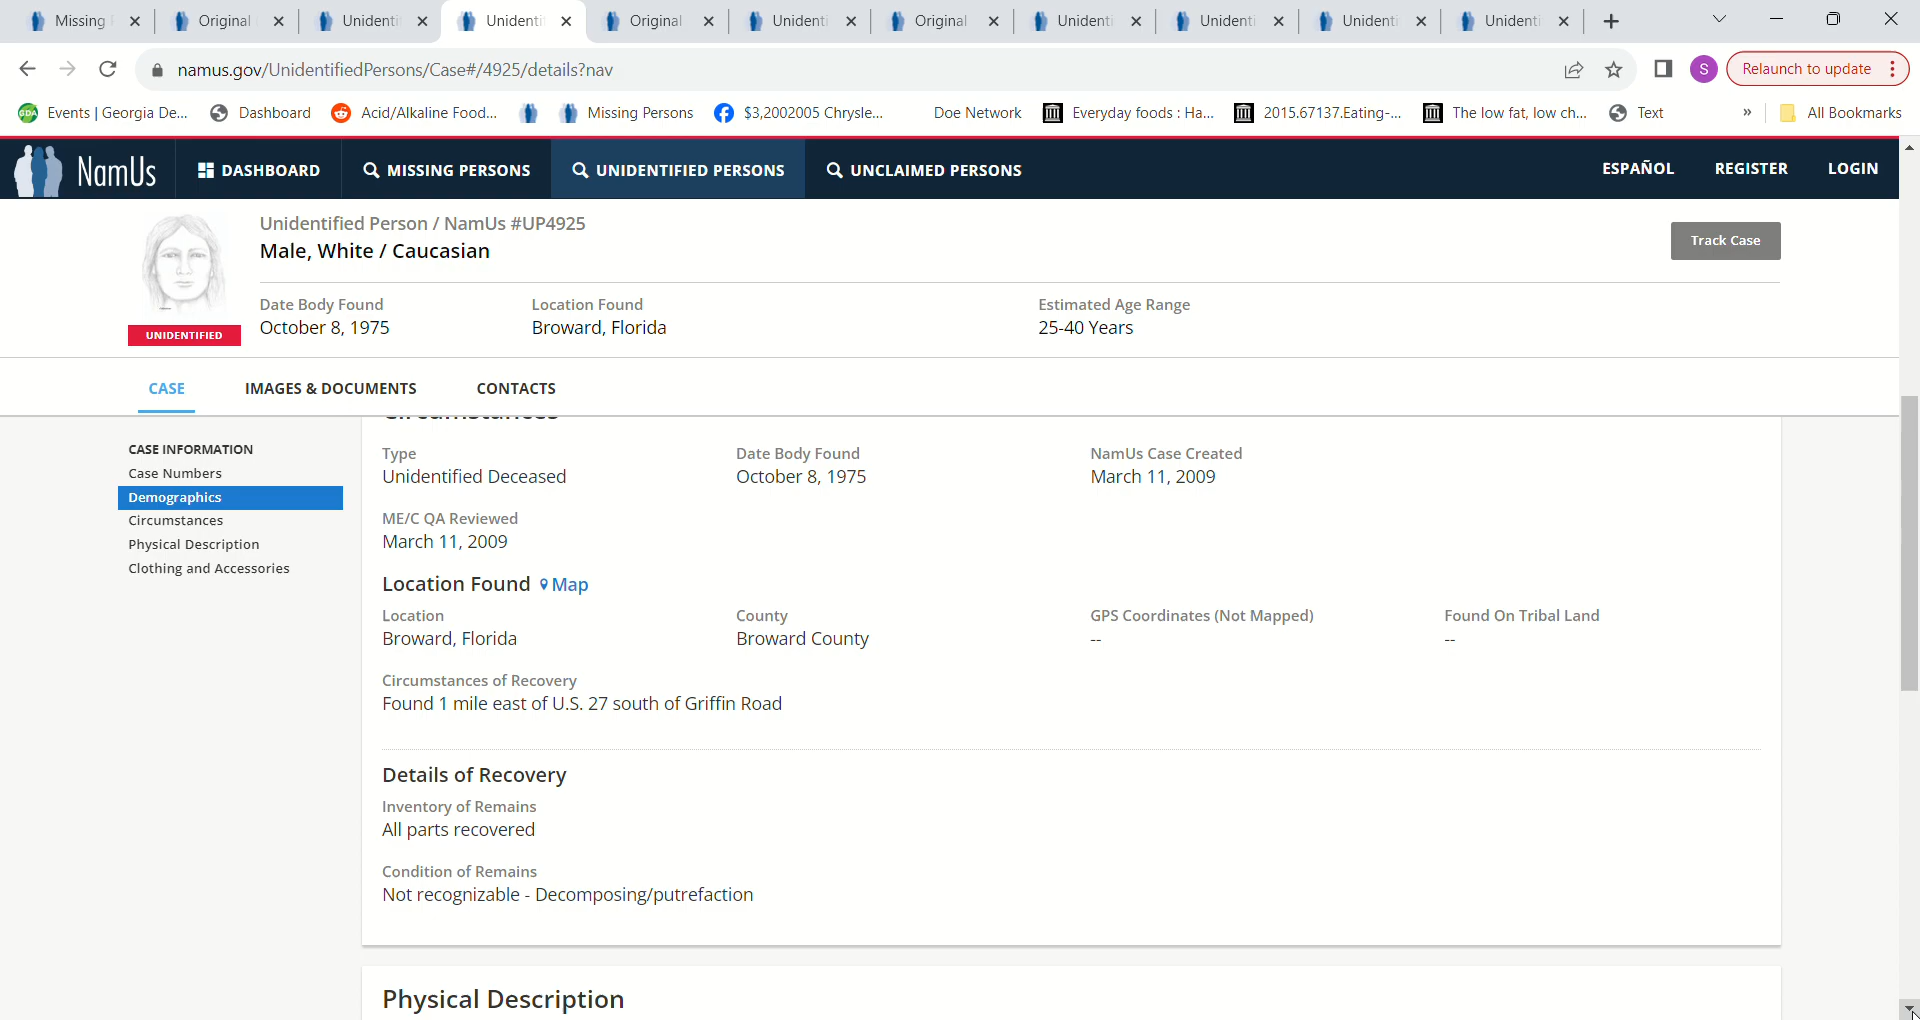 Missing
Original
Unidenti
Unidenti
Original
Unidenti
Original
Unidenti
Unidenti
Unidenti
Unidenti
namus.gov/UnidentifiedPersons/Case#/4925/details?nav
S
Relaunch to update
GDA Events | Georgia De...
Dashboard
Acid/Alkaline Food...
Missing Persons
$3,2002005 Chrysle...
Doe Network
Everyday foods : Ha...
2015.67137.Eating-...
The low fat, low ch...
Text
»
All Bookmarks
NamUs
DASHBOARD
MISSING PERSONS
UNIDENTIFIED PERSONS
UNCLAIMED PERSONS
ESPAÑOL
REGISTER
LOGIN
Unidentified Person / NamUs #UP4925
Male, White / Caucasian
Track Case
UNIDENTIFIED
Date Body Found
October 8, 1975
Location Found
Broward, Florida
Estimated Age Range
25-40 Years
CASE
IMAGES & DOCUMENTS
CONTACTS
CASE INFORMATION
Case Numbers
Demographics
Circumstances
Physical Description
Clothing and Accessories
Circumstances
Type
Unidentified Deceased
Date Body Found
October 8, 1975
NamUs Case Created
March 11, 2009
ME/C QA Reviewed
March 11, 2009
Location Found Map
Location
Broward, Florida
County
Broward County
GPS Coordinates (Not Mapped)
--
Found On Tribal Land
--
Circumstances of Recovery
Found 1 mile east of U.S. 27 south of Griffin Road
Details of Recovery
Inventory of Remains
All parts recovered
Condition of Remains
Not recognizable - Decomposing/putrefaction
Physical Description